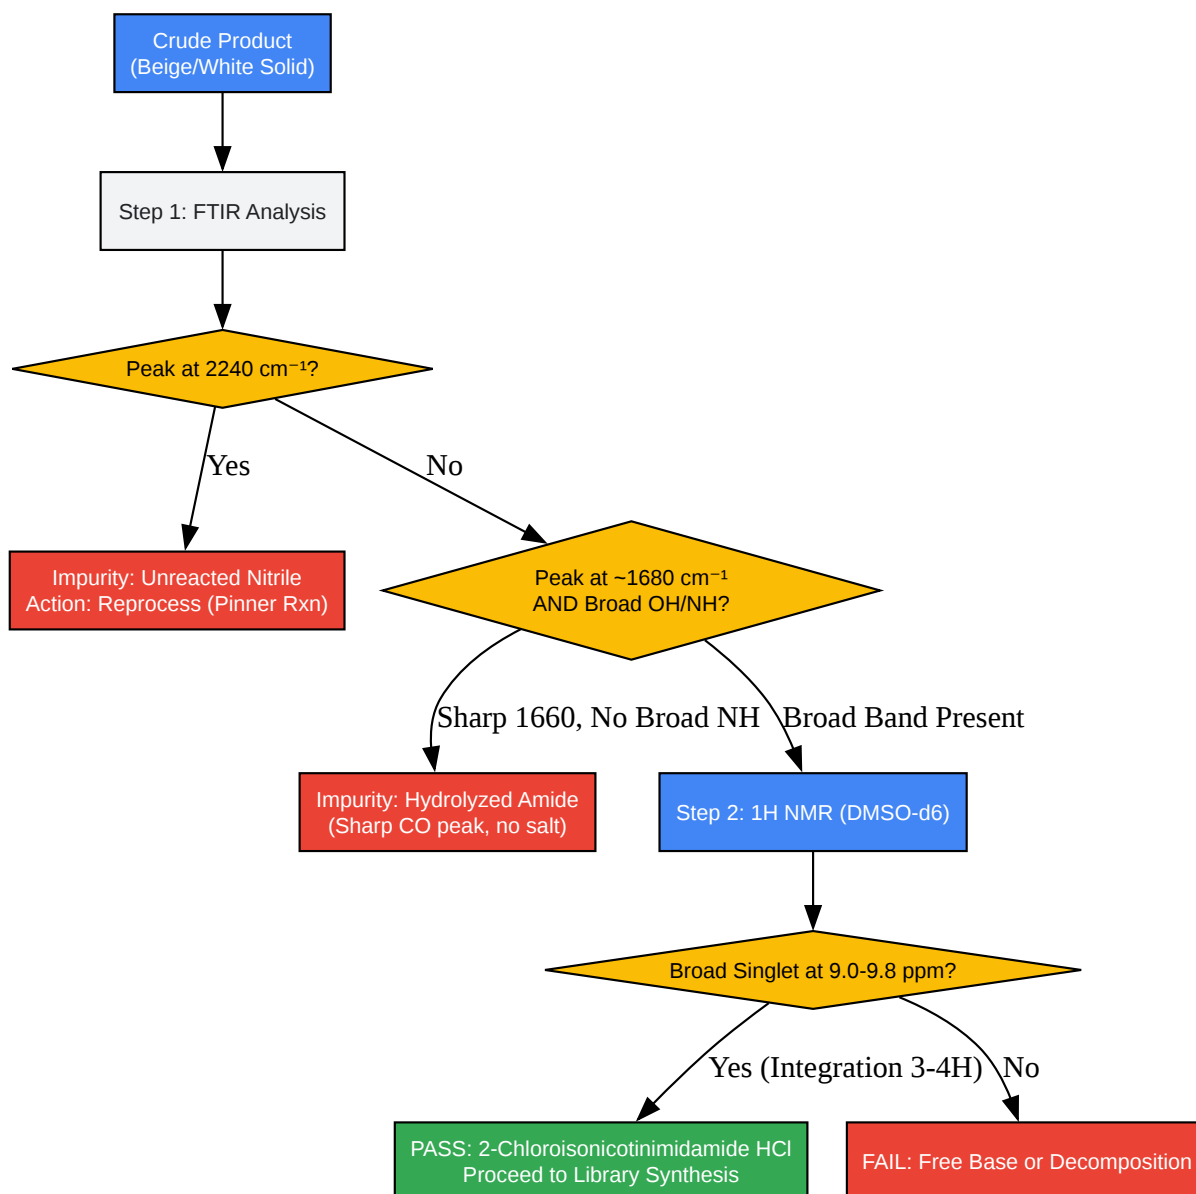 Crude Product
(Beige/White Solid)
Step 1: FTIR Analysis
Peak at 2240 cm⁻¹?
Yes
No
Impurity: Unreacted Nitrile
Action: Reprocess (Pinner Rxn)
Peak at ~1680 cm⁻¹
AND Broad OH/NH?
Sharp 1660, No Broad NH
Broad Band Present
Impurity: Hydrolyzed Amide
(Sharp CO peak, no salt)
Step 2: 1H NMR (DMSO-d6)
Broad Singlet at 9.0-9.8 ppm?
Yes (Integration 3-4H)
No
PASS: 2-Chloroisonicotinimidamide HCl
Proceed to Library Synthesis
FAIL: Free Base or Decomposition